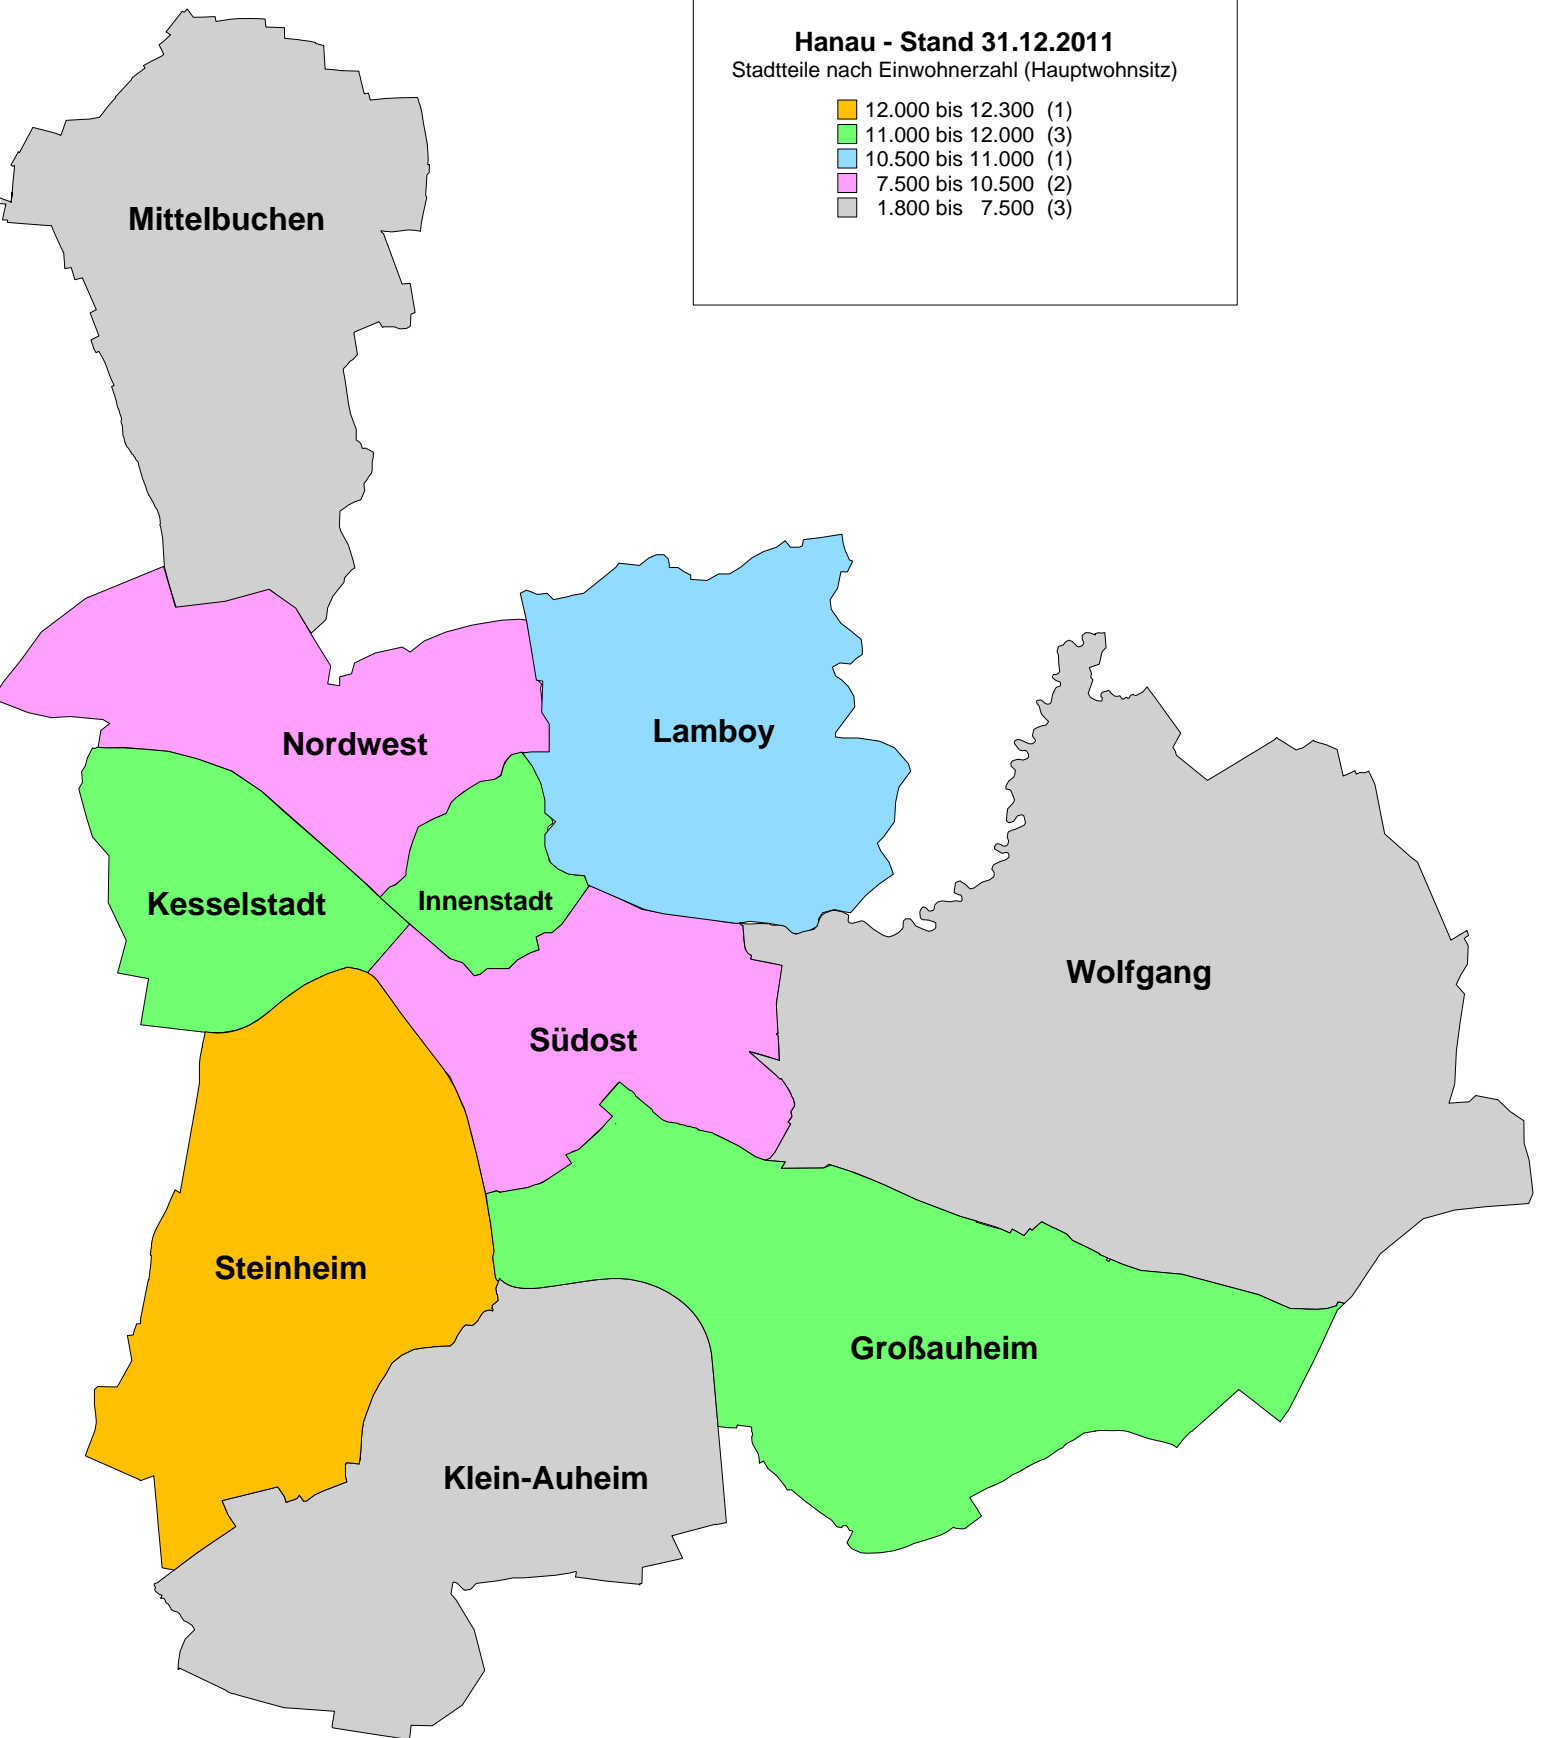 Hanau - Stand 31.12.2011
Stadtteile nach Einwohnerzahl (Hauptwohnsitz)
12.000 bis 12.300 (1)
11.000 bis 12.000 (3)
10.500 bis 11.000 (1)
7.500 bis 10.500 (2)
1.800 bis 7.500 (3)
Mittelbuchen
Nordwest
Lamboy
Kesselstadt
Innenstadt
Wolfgang
Südost
Steinheim
Großauheim
Klein-Auheim